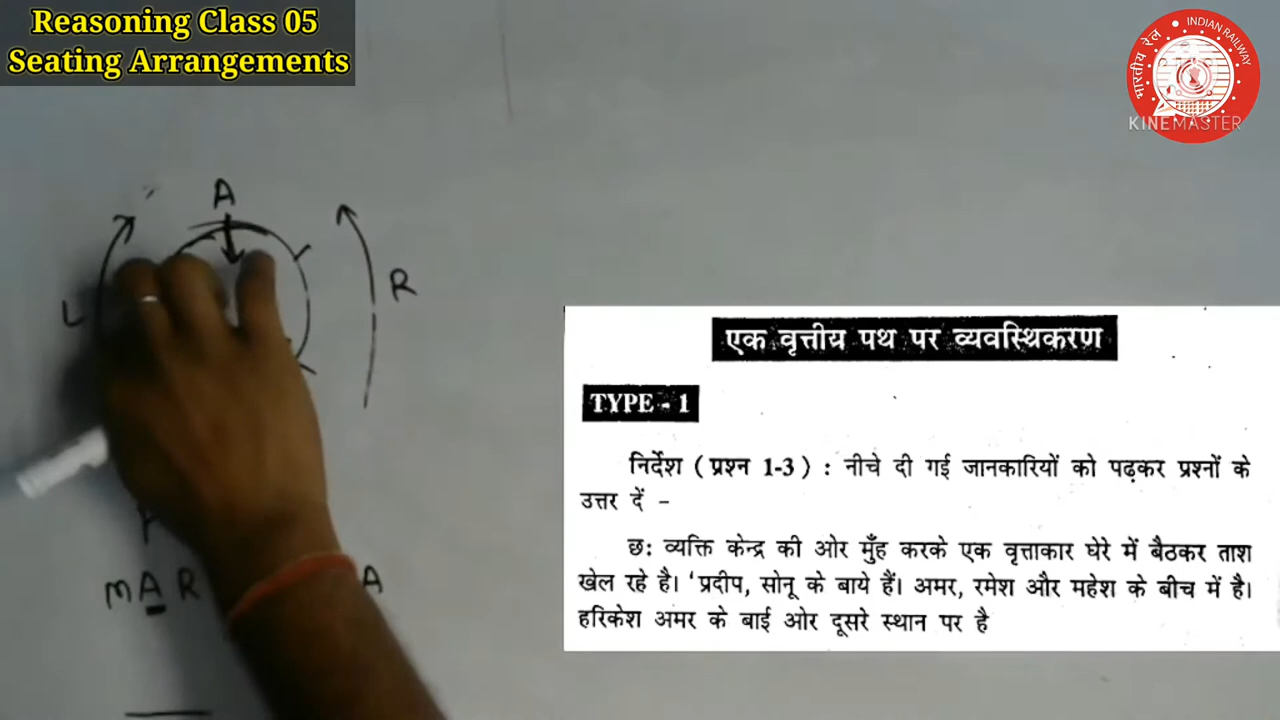 Reasoning Class 05
Seating Arrangements
भारतीय रेल
INDIAN RAILWAY
KINEMASTER
A
L
R
M A R
A
एक वृत्तीय पथ पर व्यवस्थिकरण
TYPE - 1
निर्देश ( प्रश्न 1-3 ) : नीचे दी गई जानकारियों को पढ़कर प्रश्नों के
उत्तर दें -
छः व्यक्ति केन्द्र की ओर मुँह करके एक वृत्ताकार घेरे में बैठकर ताश
खेल रहे है। ' प्रदीप, सोनू के बाये हैं। अमर, रमेश और महेश के बीच में है।
हरिकेश अमर के बाई ओर दूसरे स्थान पर है